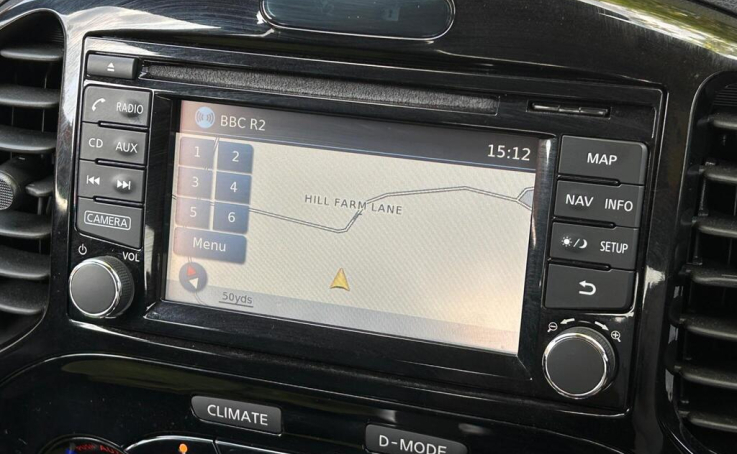 RADIO
CD AUX
CAMERA
VOL
BBC R2
15:12
1 2
3 4
5 6
Menu
HILL FARM LANE
50yds
MAP
NAV INFO
SETUP
CLIMATE
D-MODE